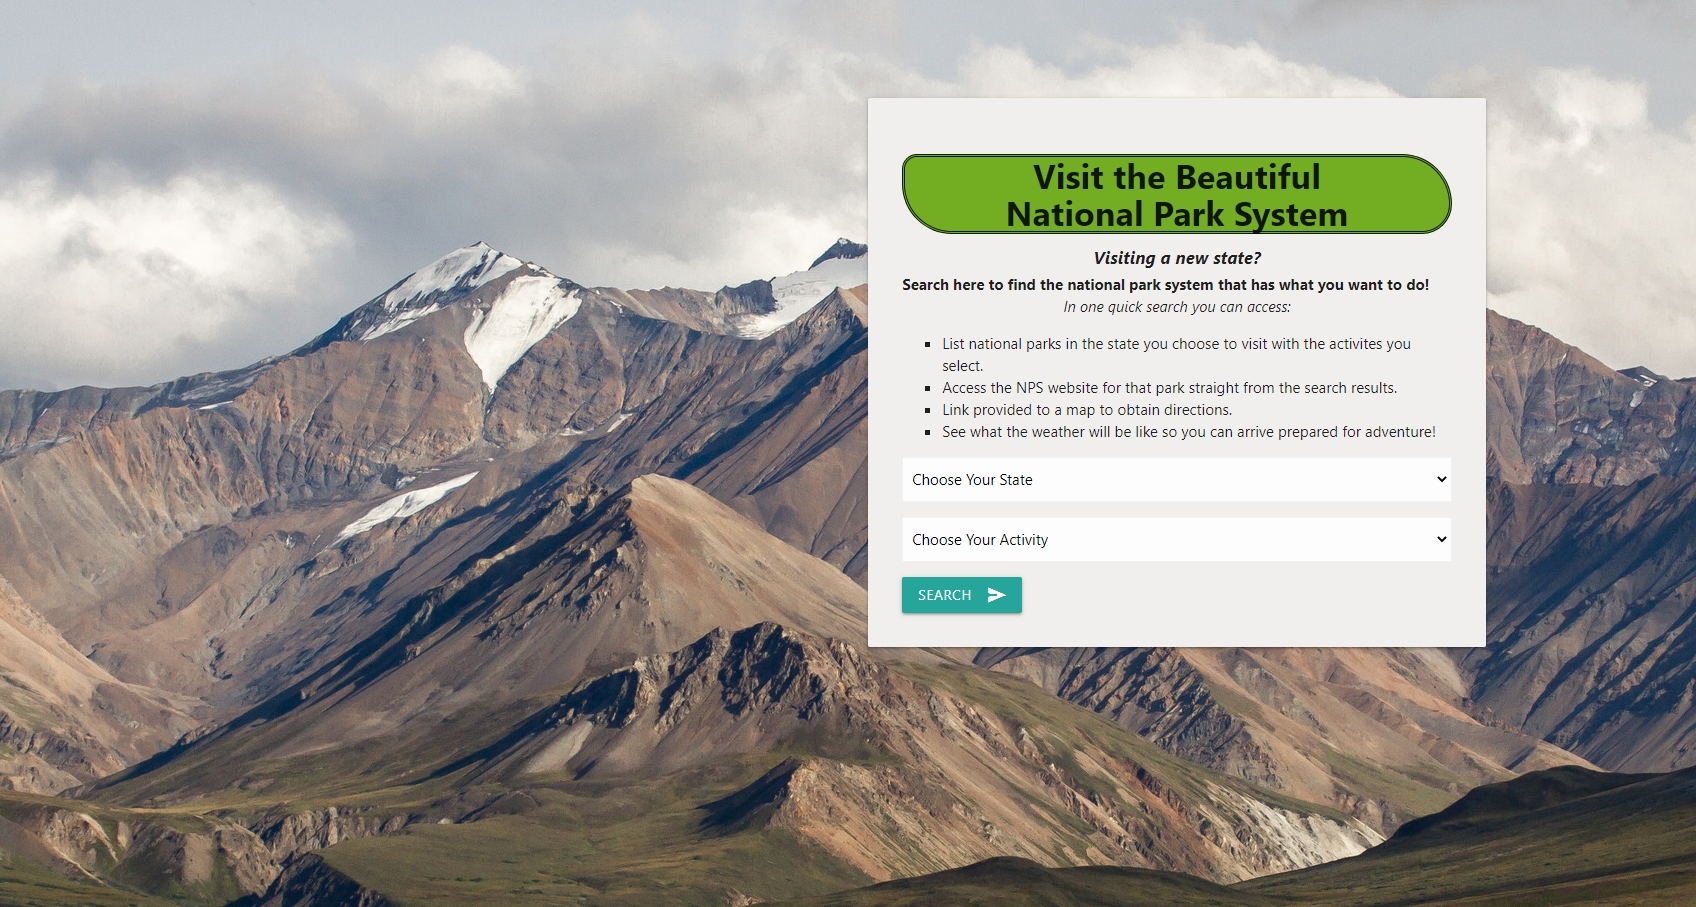 Visit the Beautiful
National Park System
Visiting a new state?
Search here to find the national park system that has what you want to do!
In one quick search you can access:
List national parks in the state you choose to visit with the activites you
select.
Access the NPS website for that park straight from the search results.
Link provided to a map to obtain directions.
See what the weather will be like so you can arrive prepared for adventure!
Choose Your State
Choose Your Activity
SEARCH